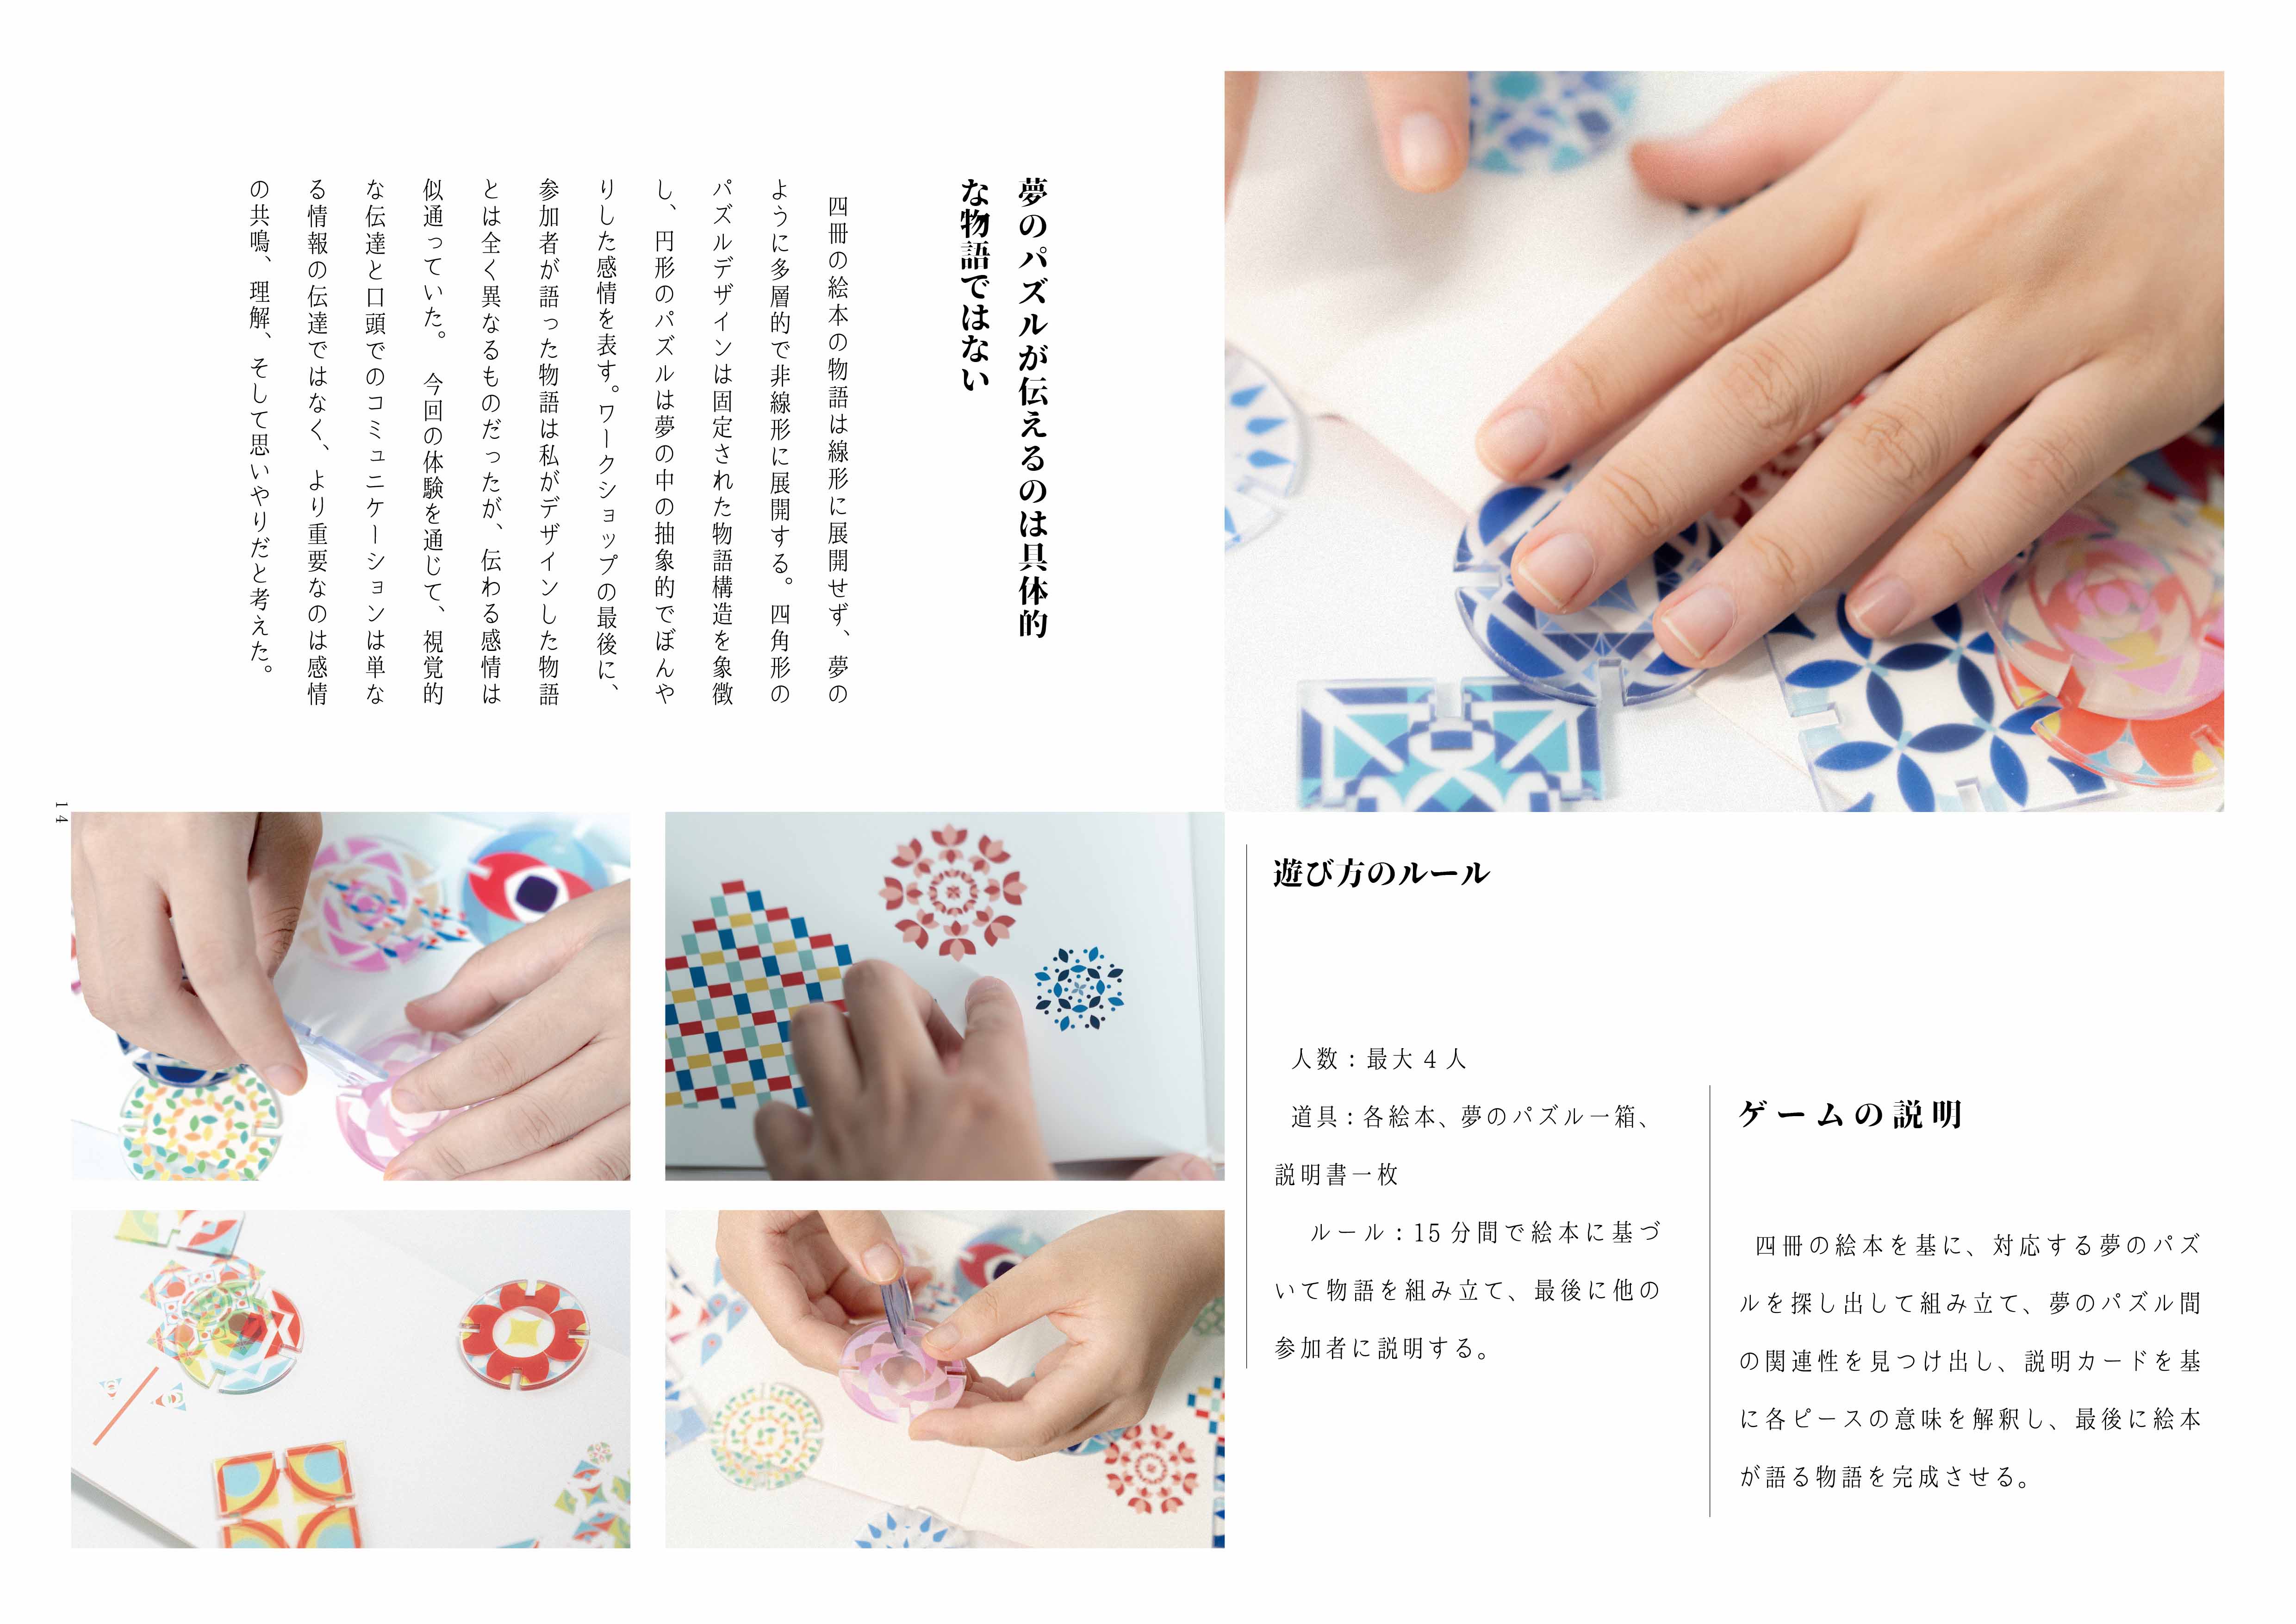 夢のパズルが伝えるのは具体的
な物語ではない
四冊の絵本の物語は線形に展開せず、夢の
ように多層的で非線形に展開する。四角形の
パズルデザインは固定された物語構造を象徴
し、円形のパズルは夢の中の抽象的でぼんや
りした感情を表す。ワークショップの最後に、
参加者が語った物語は私がデザインした物語
とは全く異なるものだったが、伝わる感情は
似通っていた。 今回の体験を通じて、視覚的
な伝達と口頭でのコミュニケーションは単な
る情報の伝達ではなく、より重要なのは感情
の共鳴、理解、そして思いやりだと考えた。
14
遊び方のルール
人数：最大 4 人
道具：各絵本、夢のパズル一箱、
説明書一枚
ルール：15 分間で絵本に基づ
いて物語を組み立て、最後に他の
参加者に説明する。
ゲームの説明
四冊の絵本を基に、対応する夢のパズ
ルを探し出して組み立て、夢のパズル間
の関連性を見つけ出し、説明カードを基
に各ピースの意味を解釈し、最後に絵本
が語る物語を完成させる。